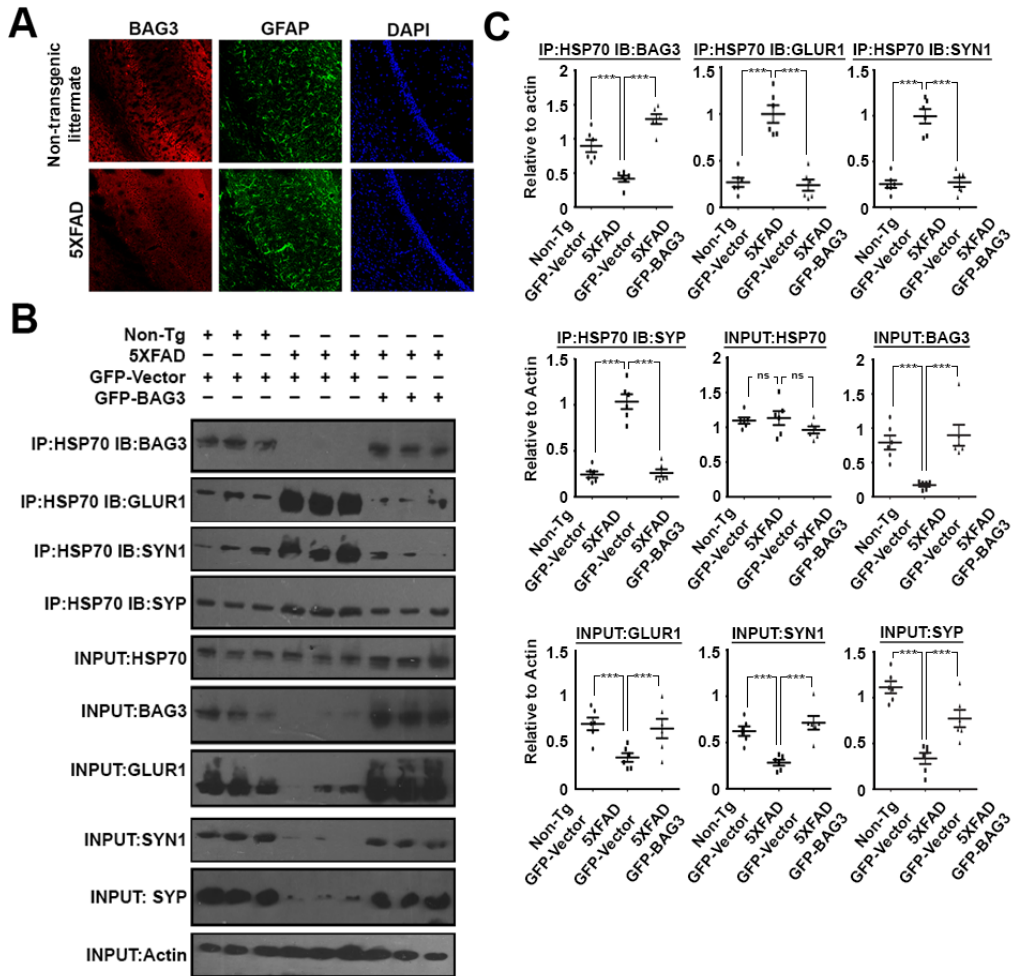 A
BAG3 GFAP DAPI
Non-transgenic
littermate
5XFAD
B
Non-Tg + + + – – – – – –
5XFAD – – – + + + + + +
GFP-Vector + + + + + + – – –
GFP-BAG3 – – – – – – + + +
IP:HSP70 IB:BAG3
IP:HSP70 IB:GLUR1
IP:HSP70 IB:SYN1
IP:HSP70 IB:SYP
INPUT:HSP70
INPUT:BAG3
INPUT:GLUR1
INPUT:SYN1
INPUT: SYP
INPUT:Actin
C
IP:HSP70 IB:BAG3
Relative to actin
2
1.5
1
0.5
0
*** ***
Non-Tg
GFP-Vector
5XFAD
GFP-Vector
5XFAD
GFP-BAG3
IP:HSP70 IB:GLUR1
1.5
1
0.5
0
*** ***
Non-Tg
GFP-Vector
5XFAD
GFP-Vector
5XFAD
GFP-BAG3
IP:HSP70 IB:SYN1
1.5
1
0.5
0
*** ***
Non-Tg
GFP-Vector
5XFAD
GFP-Vector
5XFAD
GFP-BAG3
IP:HSP70 IB:SYP
Relative to Actin
1.5
1
0.5
0
*** ***
Non-Tg
GFP-Vector
5XFAD
GFP-Vector
5XFAD
GFP-BAG3
INPUT:HSP70
2
1.5
1
0.5
0
ns ns
Non-Tg
GFP-Vector
5XFAD
GFP-Vector
5XFAD
GFP-BAG3
INPUT:BAG3
2
1.5
1
0.5
0
*** ***
Non-Tg
GFP-Vector
5XFAD
GFP-Vector
5XFAD
GFP-BAG3
INPUT:GLUR1
Relative to Actin
1.5
1
0.5
0
*** ***
Non-Tg
GFP-Vector
5XFAD
GFP-Vector
5XFAD
GFP-BAG3
INPUT:SYN1
1.5
1
0.5
0
*** ***
Non-Tg
GFP-Vector
5XFAD
GFP-Vector
5XFAD
GFP-BAG3
INPUT:SYP
1.5
1
0.5
0
*** ***
Non-Tg
GFP-Vector
5XFAD
GFP-Vector
5XFAD
GFP-BAG3